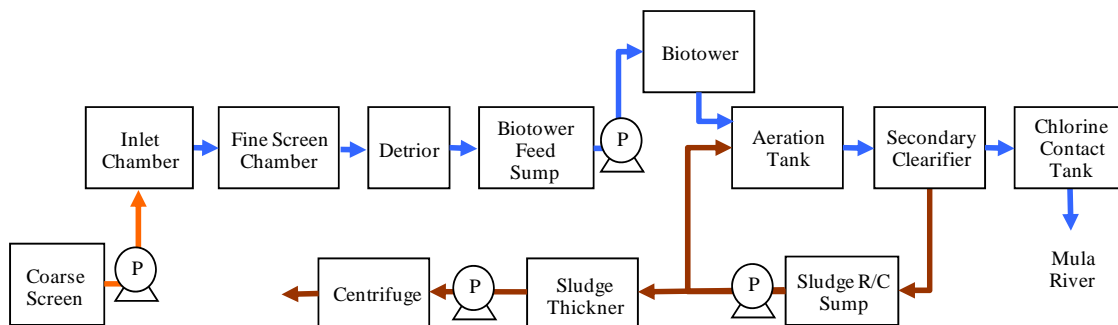 Biotower
Inlet
Chamber
Fine Screen
Chamber
Detrior
Biotower
Feed
Sump
P
Aeration
Tank
Secondary
Clearifier
Chlorine
Contact
Tank
Coarse
Screen
P
Centrifuge
P
Sludge
Thickner
P
Sludge R/C
Sump
Mula
River